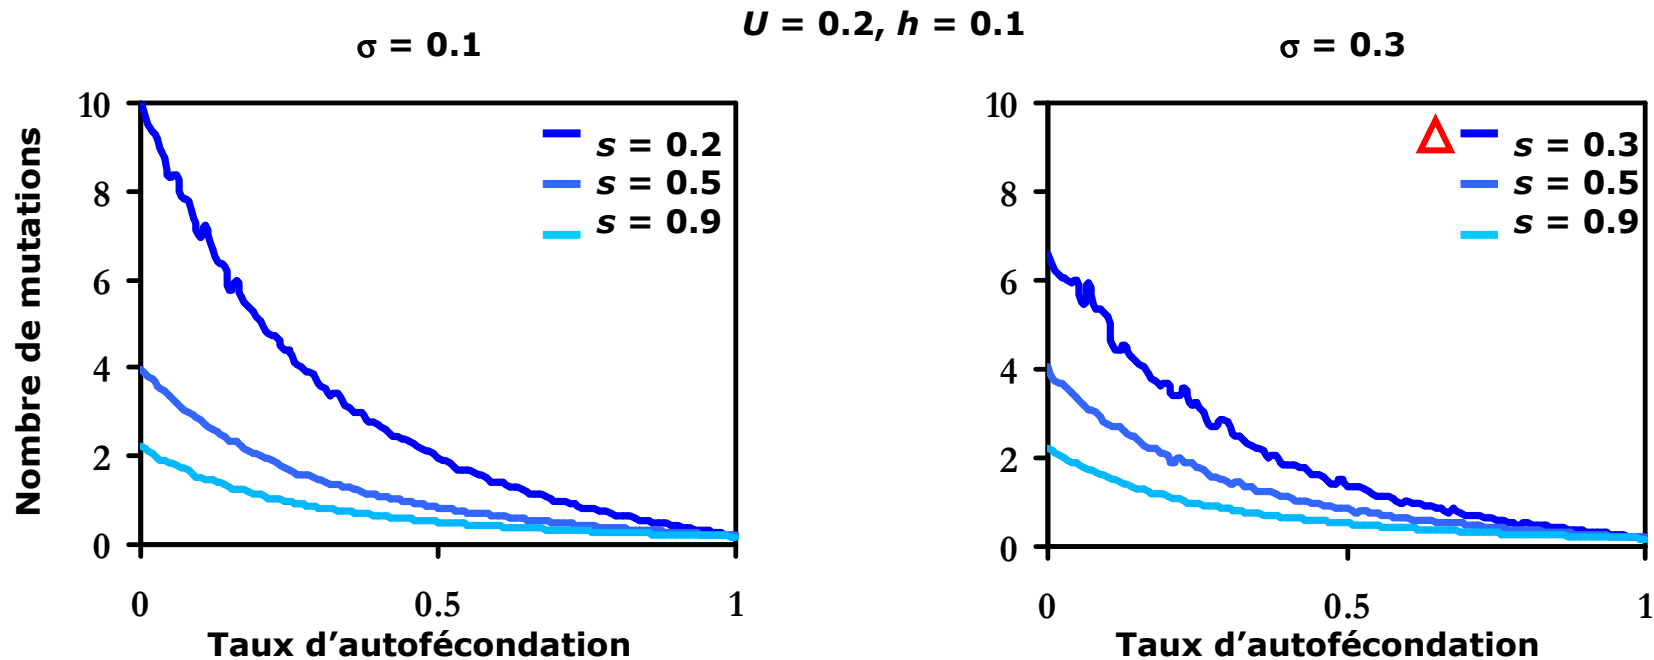 U = 0.2, h = 0.1
σ = 0.1
Nombre de mutations
10
8
6
4
2
0
s = 0.2
s = 0.5
s = 0.9
0
0.5
1
Taux d’autofécondation
σ = 0.3
10
8
6
4
2
0
s = 0.3
s = 0.5
s = 0.9
0
0.5
1
Taux d’autofécondation